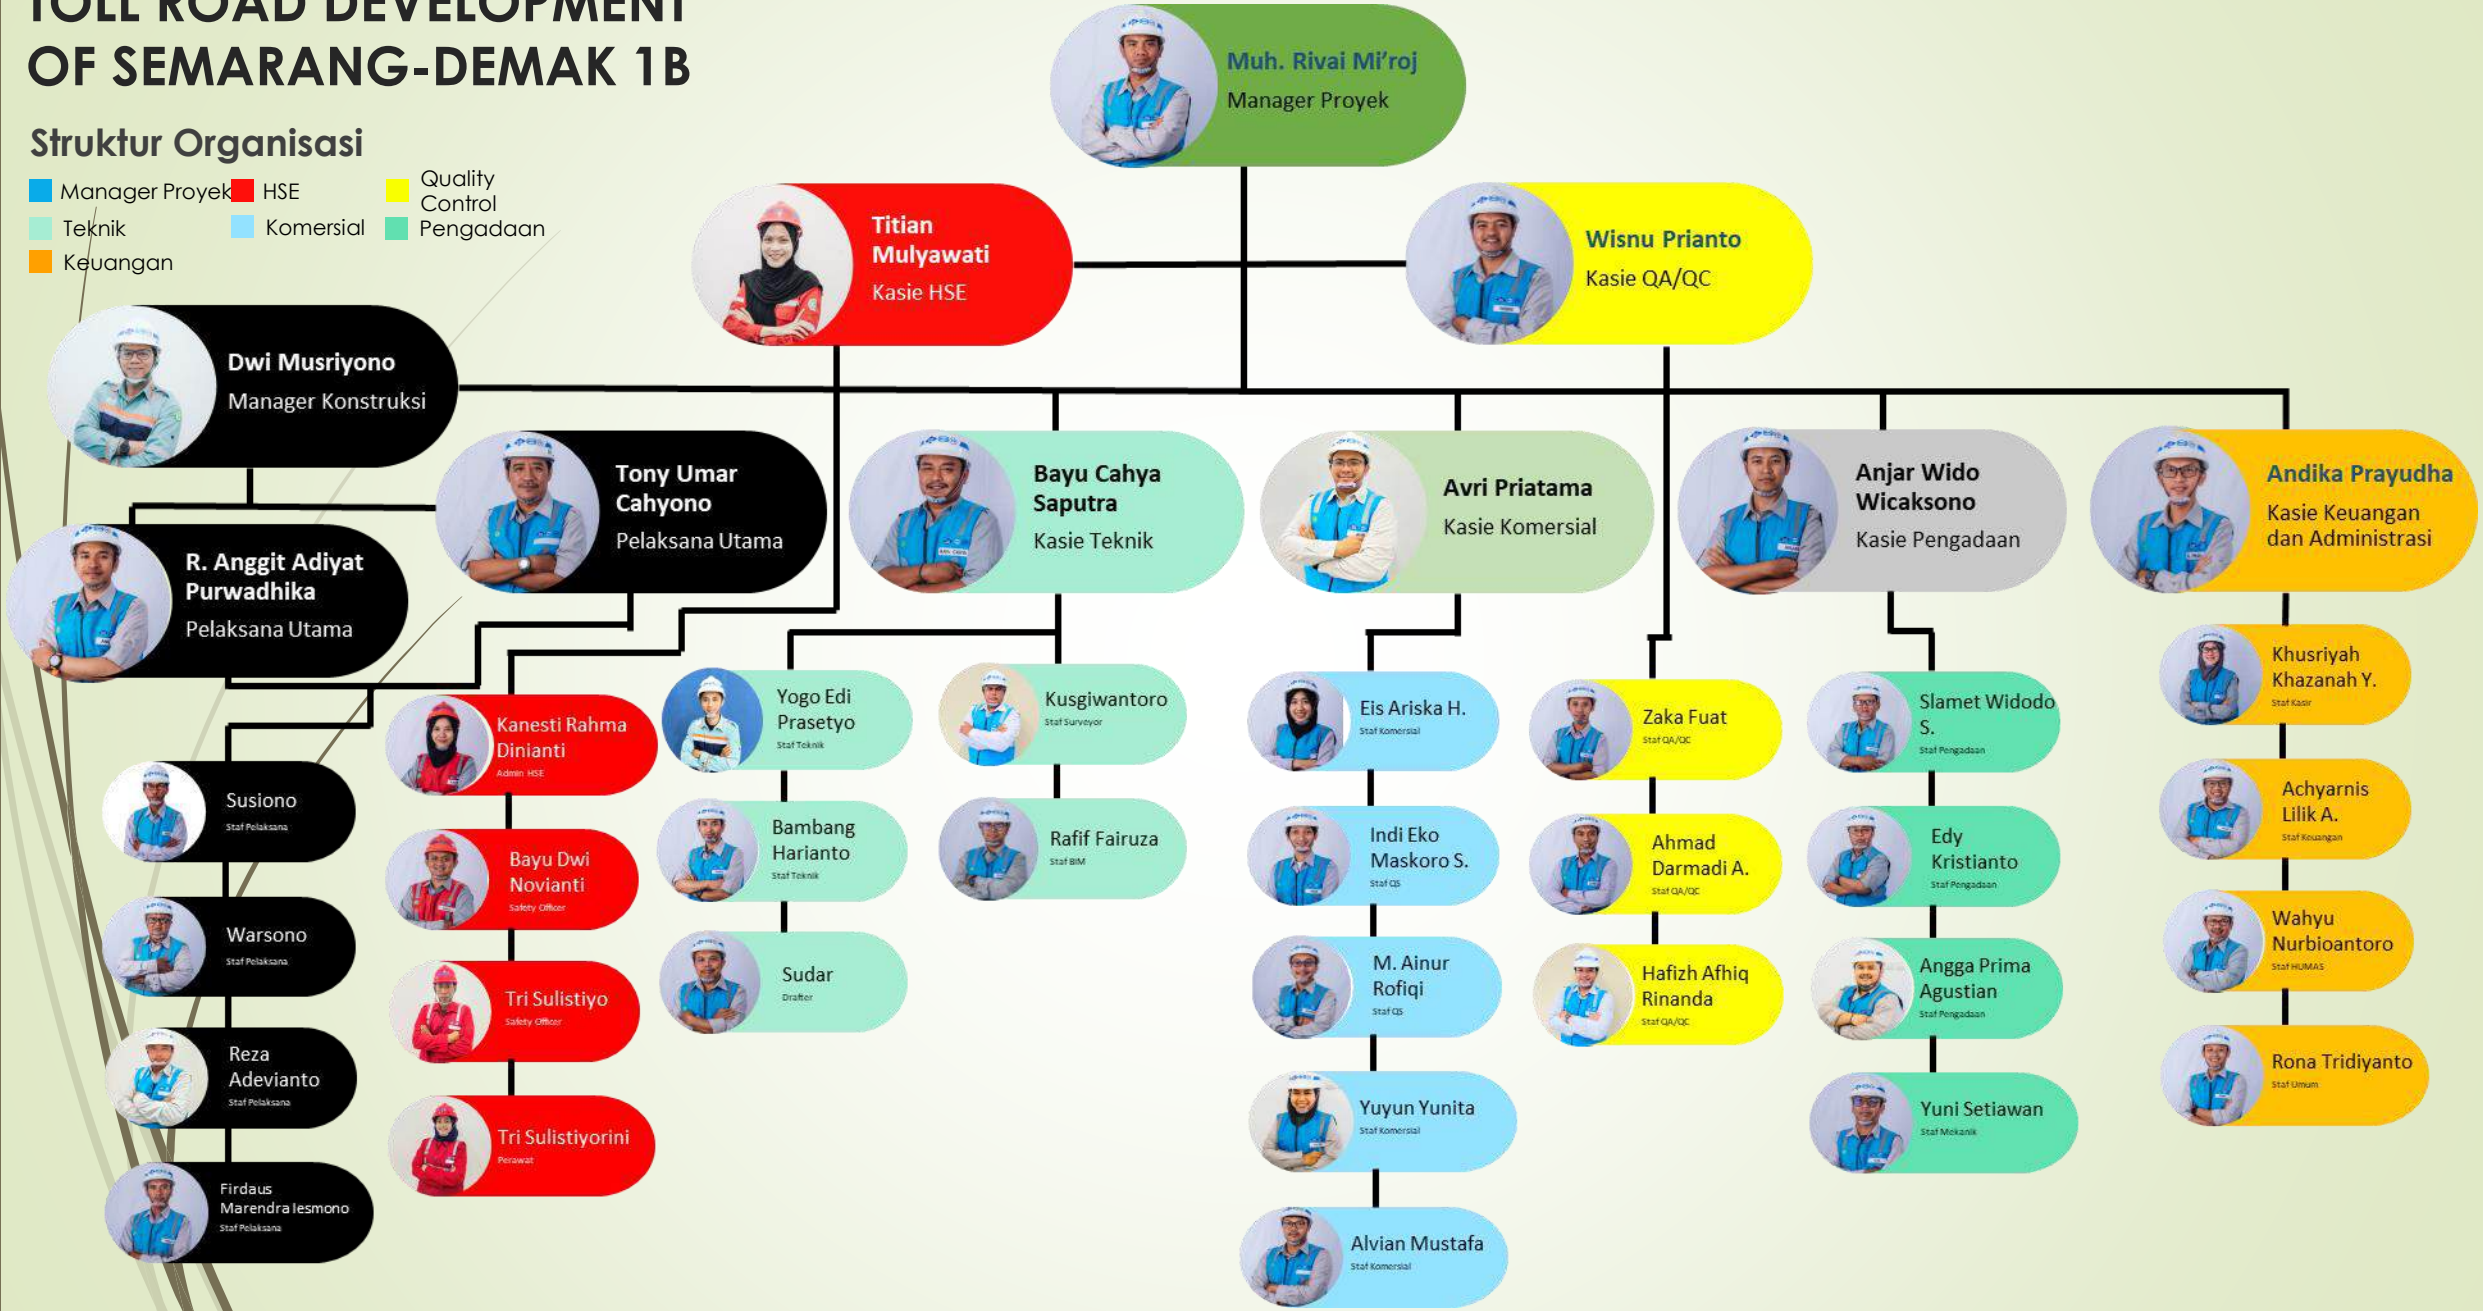 TOLL ROAD DEVELOPMENT
OF SEMARANG-DEMAK 1B
Struktur Organisasi
Manager Proyek
HSE
Quality
Control
Teknik
Komersial
Pengadaan
Keuangan
Muh. Rivai Mi'roj
Manager Proyek
Titian
Mulyawati
Kasie HSE
Wisnu Prianto
Kasie QA/QC
Dwi Musriyono
Manager Konstruksi
Tony Umar
Cahyono
Pelaksana Utama
Bayu Cahya
Saputra
Kasie Teknik
Avri Priatama
Kasie Komersial
Anjar Wido
Wicaksono
Kasie Pengadaan
Andika Prayudha
Kasie Keuangan
dan Administrasi
R. Anggit Adiyat
Purwadhika
Pelaksana Utama
Susiono
Staf Pelaksana
Warsono
Staf Pelaksana
Reza
Adevianto
Staf Pelaksana
Firdaus
Marendra Iesmono
Staf Pelaksana
Kanesti Rahma
Dinianti
Admin HSE
Bayu Dwi
Novianti
Safety Officer
Tri Sulistiyo
Safety Officer
Tri Sulistiyorini
Perawat
Yogo Edi
Prasetyo
Staf Teknik
Bambang
Harianto
Staf Teknik
Sudar
Drafter
Kusgiwantoro
Staf Surveyor
Rafif Fairuza
Staf BIM
Eis Ariska H.
Staf Komersial
Indi Eko
Maskoro S.
Staf QS
M. Ainur
Rofiqi
Staf QS
Yuyun Yunita
Staf Komersial
Alvian Mustafa
Staf Komersial
Zaka Fuat
Staf QA/QC
Ahmad
Darmadi A.
Staf QA/QC
Hafizh Afhiq
Rinanda
Staf QA/QC
Slamet Widodo
S.
Staf Pengadaan
Edy
Kristianto
Staf Pengadaan
Angga Prima
Agustian
Staf Pengadaan
Yuni Setiawan
Staf Mekanik
Khusriyah
Khazanah Y.
Staf Kasir
Achyarnis
Lilik A.
Staf Keuangan
Wahyu
Nurbioantoro
Staf HUMAS
Rona Tridiyanto
Staf Umum